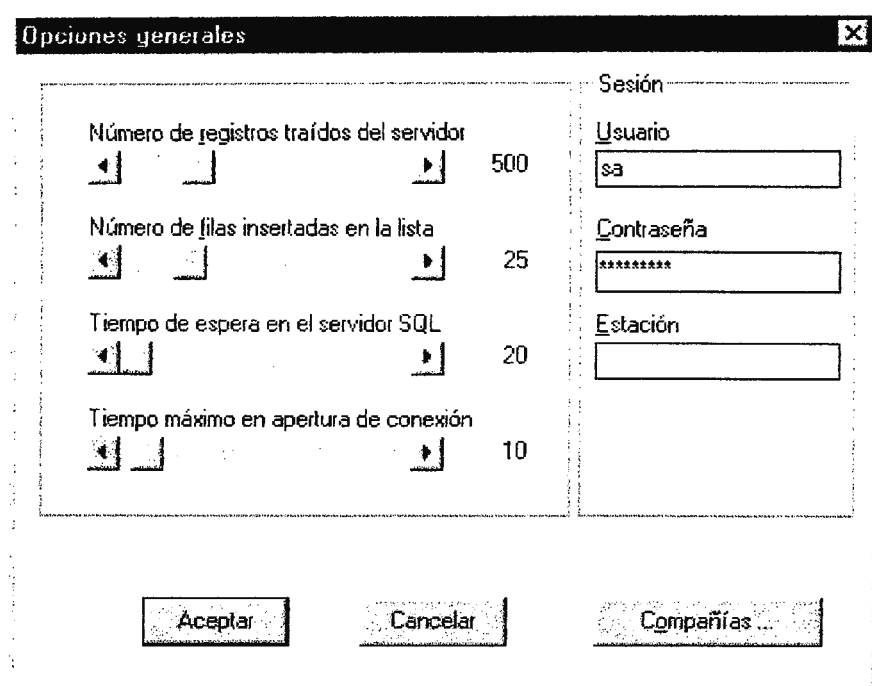 Opciones generales
Número de registros traídos del servidor
500
Número de filas insertadas en la lista
25
Tiempo de espera en el servidor SQL
20
Tiempo máximo en apertura de conexión
10
Sesión
Usuario
sa
Contraseña
*********
Estación
Aceptar
Cancelar
Compañías ...